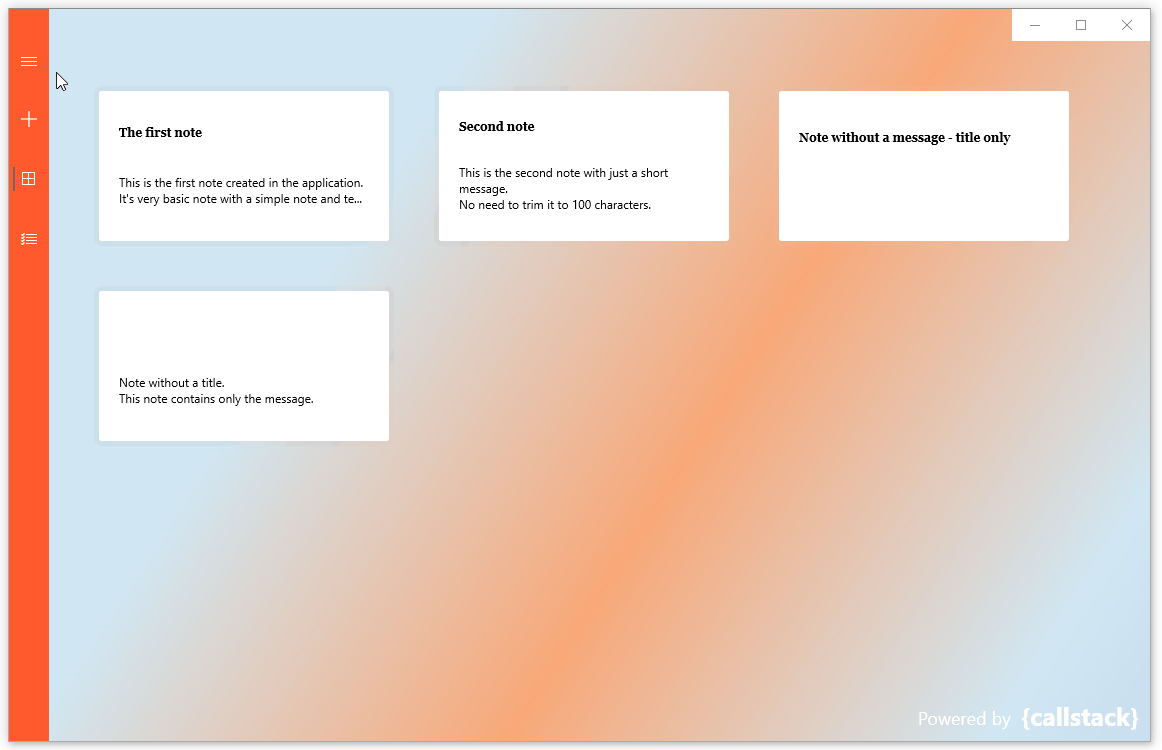 The first note
This is the first note created in the application.
It's very basic note with a simple note and te...
Second note
This is the second note with just a short
message.
No need to trim it to 100 characters.
Note without a message - title only
Note without a title.
This note contains only the message.
Powered by {callstack}